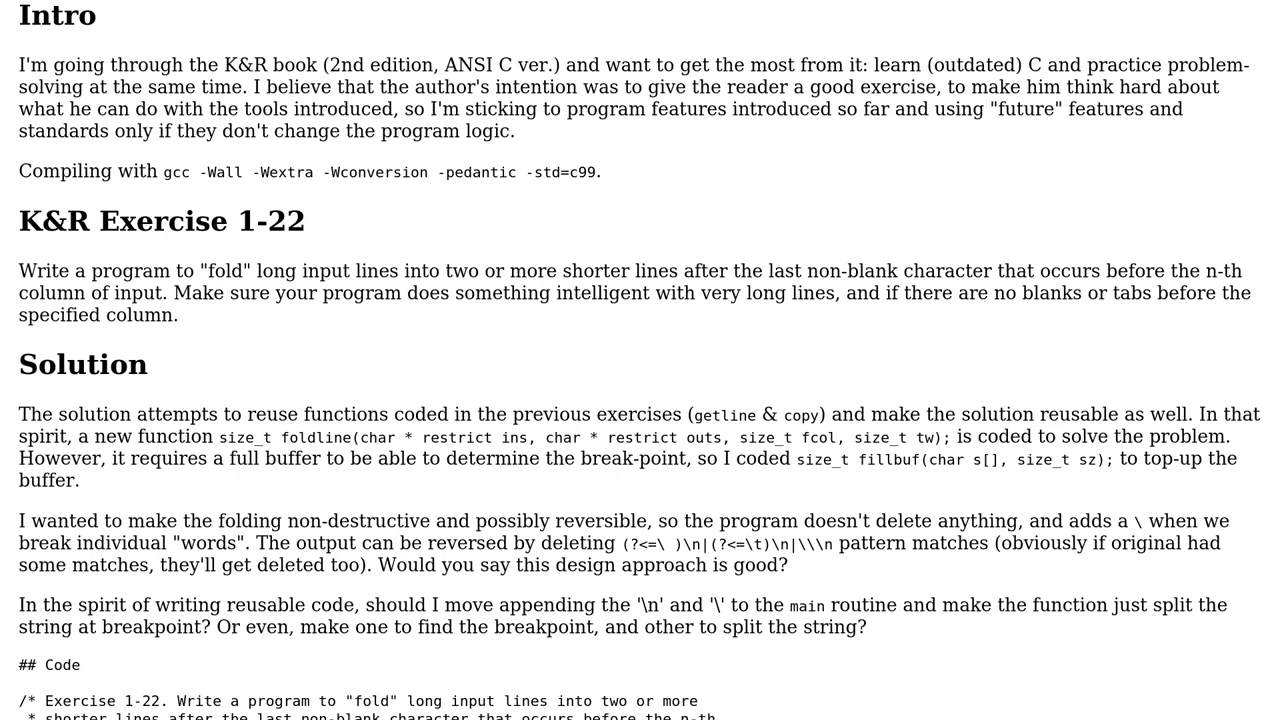 Intro
I'm going through the K&R book (2nd edition, ANSI C ver.) and want to get the most from it: learn (outdated) C and practice problem-
solving at the same time. I believe that the author's intention was to give the reader a good exercise, to make him think hard about
what he can do with the tools introduced, so I'm sticking to program features introduced so far and using "future" features and
standards only if they don't change the program logic.
Compiling with gcc -Wall -Wextra -Wconversion -pedantic -std=c99.
K&R Exercise 1-22
Write a program to "fold" long input lines into two or more shorter lines after the last non-blank character that occurs before the n-th
column of input. Make sure your program does something intelligent with very long lines, and if there are no blanks or tabs before the
specified column.
Solution
The solution attempts to reuse functions coded in the previous exercises (getline & copy) and make the solution reusable as well. In that
spirit, a new function size_t foldline(char * restrict ins, char * restrict outs, size_t fcol, size_t tw); is coded to solve the problem.
However, it requires a full buffer to be able to determine the break-point, so I coded size_t fillbuf(char s[], size_t sz); to top-up the
buffer.
I wanted to make the folding non-destructive and possibly reversible, so the program doesn't delete anything, and adds a \ when we
break individual "words". The output can be reversed by deleting (?<=\ )\n|(?<=\t)\n|\\\n pattern matches (obviously if original had
some matches, they'll get deleted too). Would you say this design approach is good?
In the spirit of writing reusable code, should I move appending the '\n' and '\' to the main routine and make the function just split the
string at breakpoint? Or even, make one to find the breakpoint, and other to split the string?
## Code
/* Exercise 1-22. Write a program to "fold" long input lines into two or more
* shorter lines after the last non-blank character that occurs before the n-th